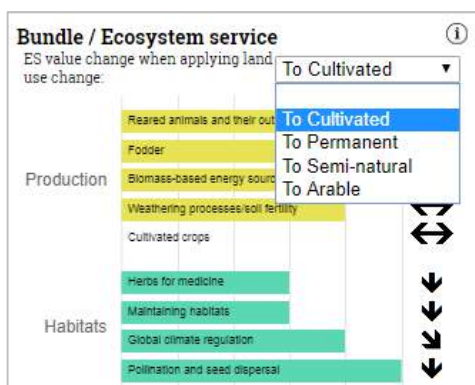 Bundle / Ecosystem service
ES value change when applying land
use change:
To Cultivated
To Cultivated
To Permanent
To Semi-natural
To Arable
Production
Reared animals and their out
Fodder
Biomass-based energy sourc
Weathering processes/soil fertility
Cultivated crops
Habitats
Herbs for medicine
Maintaining habitats
Global climate regulation
Pollination and seed dispersal